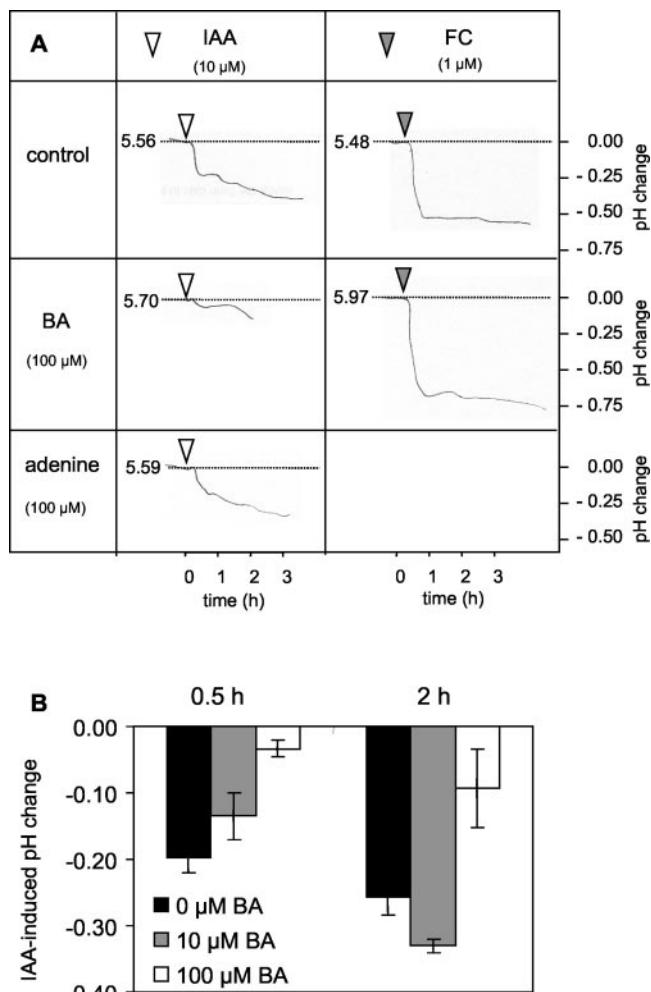 A IAA FC
(10 µM) (1 µM)
control 5.56 5.48 0.00
- 0.25
- 0.50
- 0.75
pH change
BA 5.70 5.97 0.00
(100 µM) - 0.25
- 0.50
- 0.75
pH change
adenine 5.59 0.00
(100 µM) - 0.25
- 0.50
pH change
0 1 2 3 0 1 2 3
time (h) time (h)
B 0.5 h 2 h
0.00
-0.10
-0.20
-0.30
-0.40
IAA-induced pH change
0 µM BA
10 µM BA
100 µM BA